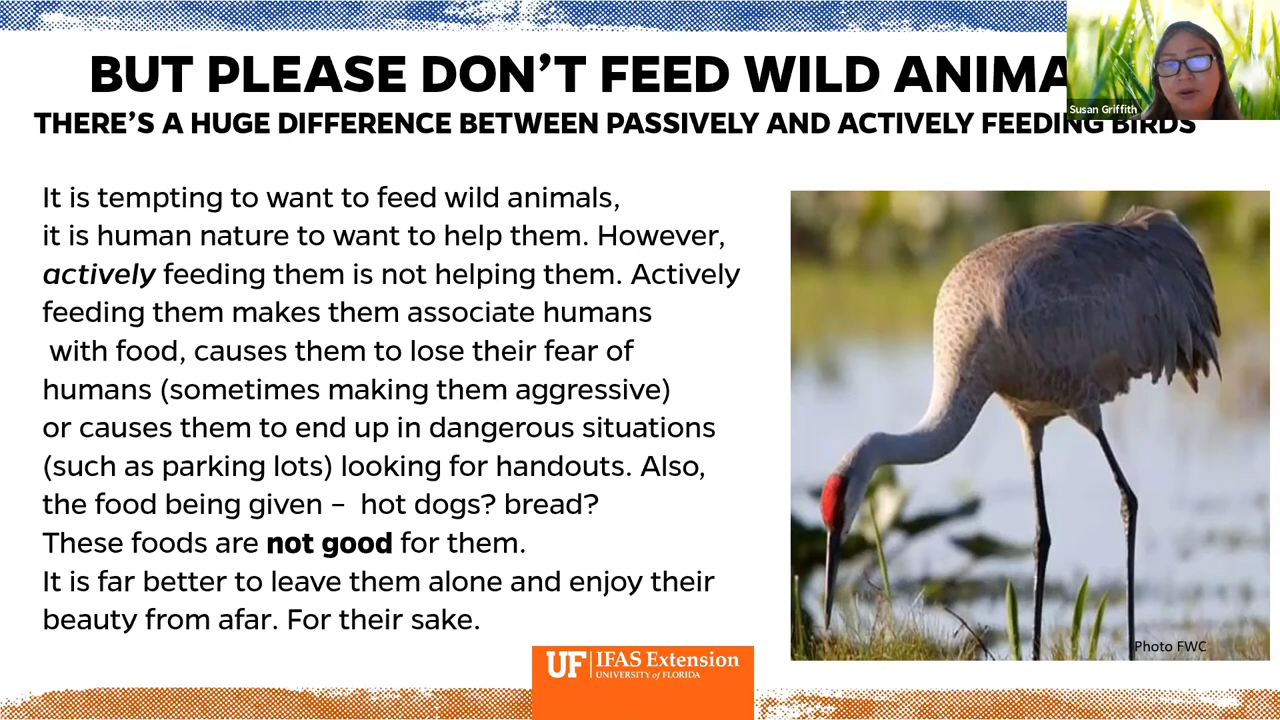 BUT PLEASE DON'T FEED WILD ANIMA
Susan Griffith
THERE'S A HUGE DIFFERENCE BETWEEN PASSIVELY AND ACTIVELY FEEDING BIRDS
It is tempting to want to feed wild animals,
it is human nature to want to help them. However,
actively feeding them is not helping them. Actively
feeding them makes them associate humans
with food, causes them to lose their fear of
humans (sometimes making them aggressive)
or causes them to end up in dangerous situations
(such as parking lots) looking for handouts. Also,
the food being given – hot dogs? bread?
These foods are not good for them.
It is far better to leave them alone and enjoy their
beauty from afar. For their sake.
Photo FWC
UF IFAS Extension
UNIVERSITY of FLORIDA